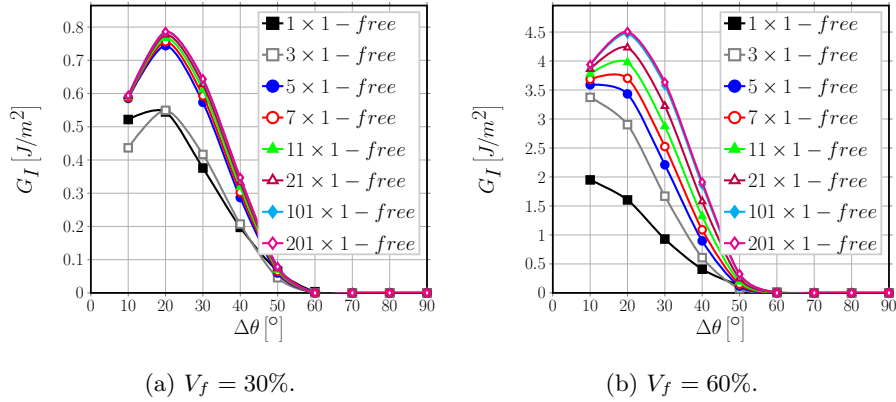 0.8
0.7
0.6
0.5
0.4
0.3
0.2
0.1
0
G_I [J/m^2]
0 10 20 30 40 50 60 70 80 90
Δθ [°]
1 × 1 − free
3 × 1 − free
5 × 1 − free
7 × 1 − free
11 × 1 − free
21 × 1 − free
101 × 1 − free
201 × 1 − free
(a) V_f = 30%.
4.5
4
3.5
3
2.5
2
1.5
1
0.5
0
G_I [J/m^2]
0 10 20 30 40 50 60 70 80 90
Δθ [°]
1 × 1 − free
3 × 1 − free
5 × 1 − free
7 × 1 − free
11 × 1 − free
21 × 1 − free
101 × 1 − free
201 × 1 − free
(b) V_f = 60%.